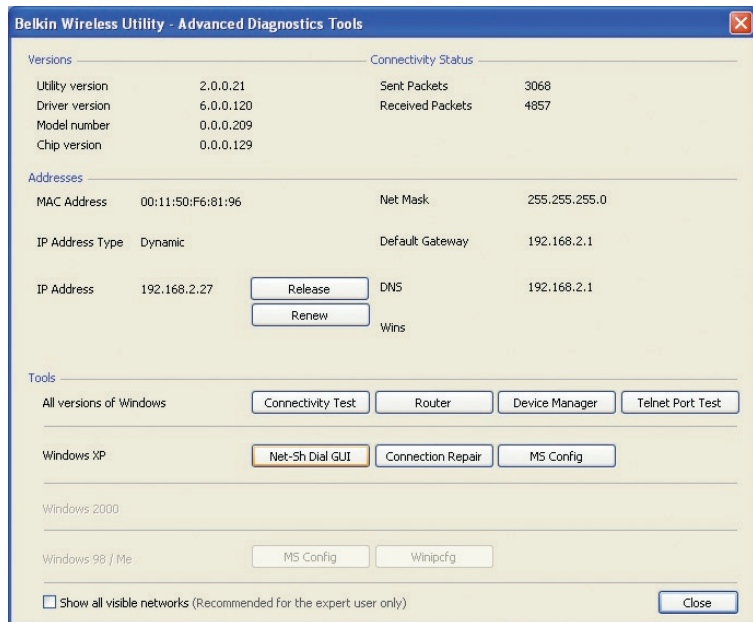 Belkin Wireless Utility - Advanced Diagnostics Tools
Versions
Connectivity Status
Utility version 2.0.0.21
Sent Packets 3068
Driver version 6.0.0.120
Received Packets 4857
Model number 0.0.0.209
Chip version 0.0.0.129
Addresses
MAC Address 00:11:50:F6:81:96
Net Mask 255.255.255.0
IP Address Type Dynamic
Default Gateway 192.168.2.1
IP Address 192.168.2.27
Release
DNS 192.168.2.1
Renew
Wins
Tools
All versions of Windows
Connectivity Test
Router
Device Manager
Telnet Port Test
Windows XP
Net-Sh Dial GUI
Connection Repair
MS Config
Windows 2000
Windows 98 / Me
MS Config
Winipcfg
Show all visible networks (Recommended for the expert user only)
Close